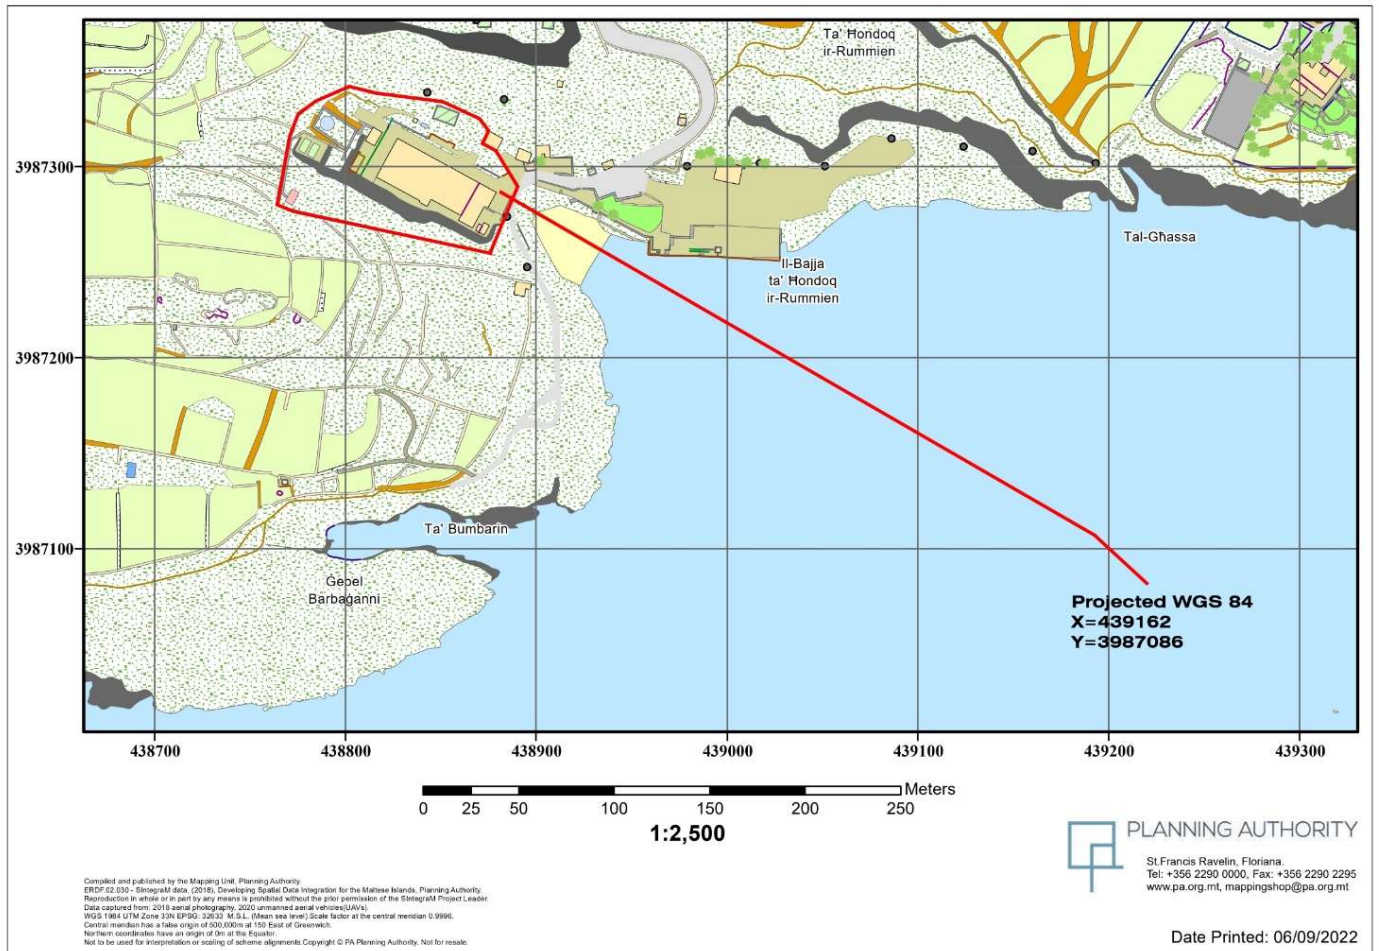 Ta' Ħondoq
ir-Rummien
3987300
Tal-Għassa
Il-Bajja
ta' Ħondoq
ir-Rummien
3987200
Ta' Bumbarin
3987100
Ġebel
Barbaġanni
Projected WGS 84
X=439162
Y=3987086
438700 438800 438900 439000 439100 439200 439300
Meters
0 25 50 100 150 200 250
1:2,500
PLANNING AUTHORITY
St.Francis Ravelin, Floriana.
Tel: +356 2290 0000, Fax: +356 2290 2295
www.pa.org.mt, mappingshop@pa.org.mt
Compiled and published by the Mapping Unit, Planning Authority.
ERDF.02.030 - SIntegraM data, (2018), Developing Spatial Data Integration for the Maltese Islands, Planning Authority.
Reproduction in whole or in part by any means is prohibited without the prior permission of the SIntegraM Project Leader.
Data captured from: 2018 aerial photography, 2020 unmanned aerial vehicles(UAVs).
WGS 1984 UTM Zone 33N EPSG: 32633 M.S.L. (Mean sea level).Scale factor at the central meridian 0.9996.
Central meridian has a false origin of 500,000m at 150 East of Greenwich.
Northern coordinates have an origin of 0m at the Equator.
Not to be used for interpretation or scaling of scheme alignments.Copyright © PA Planning Authority. Not for resale.
Date Printed: 06/09/2022